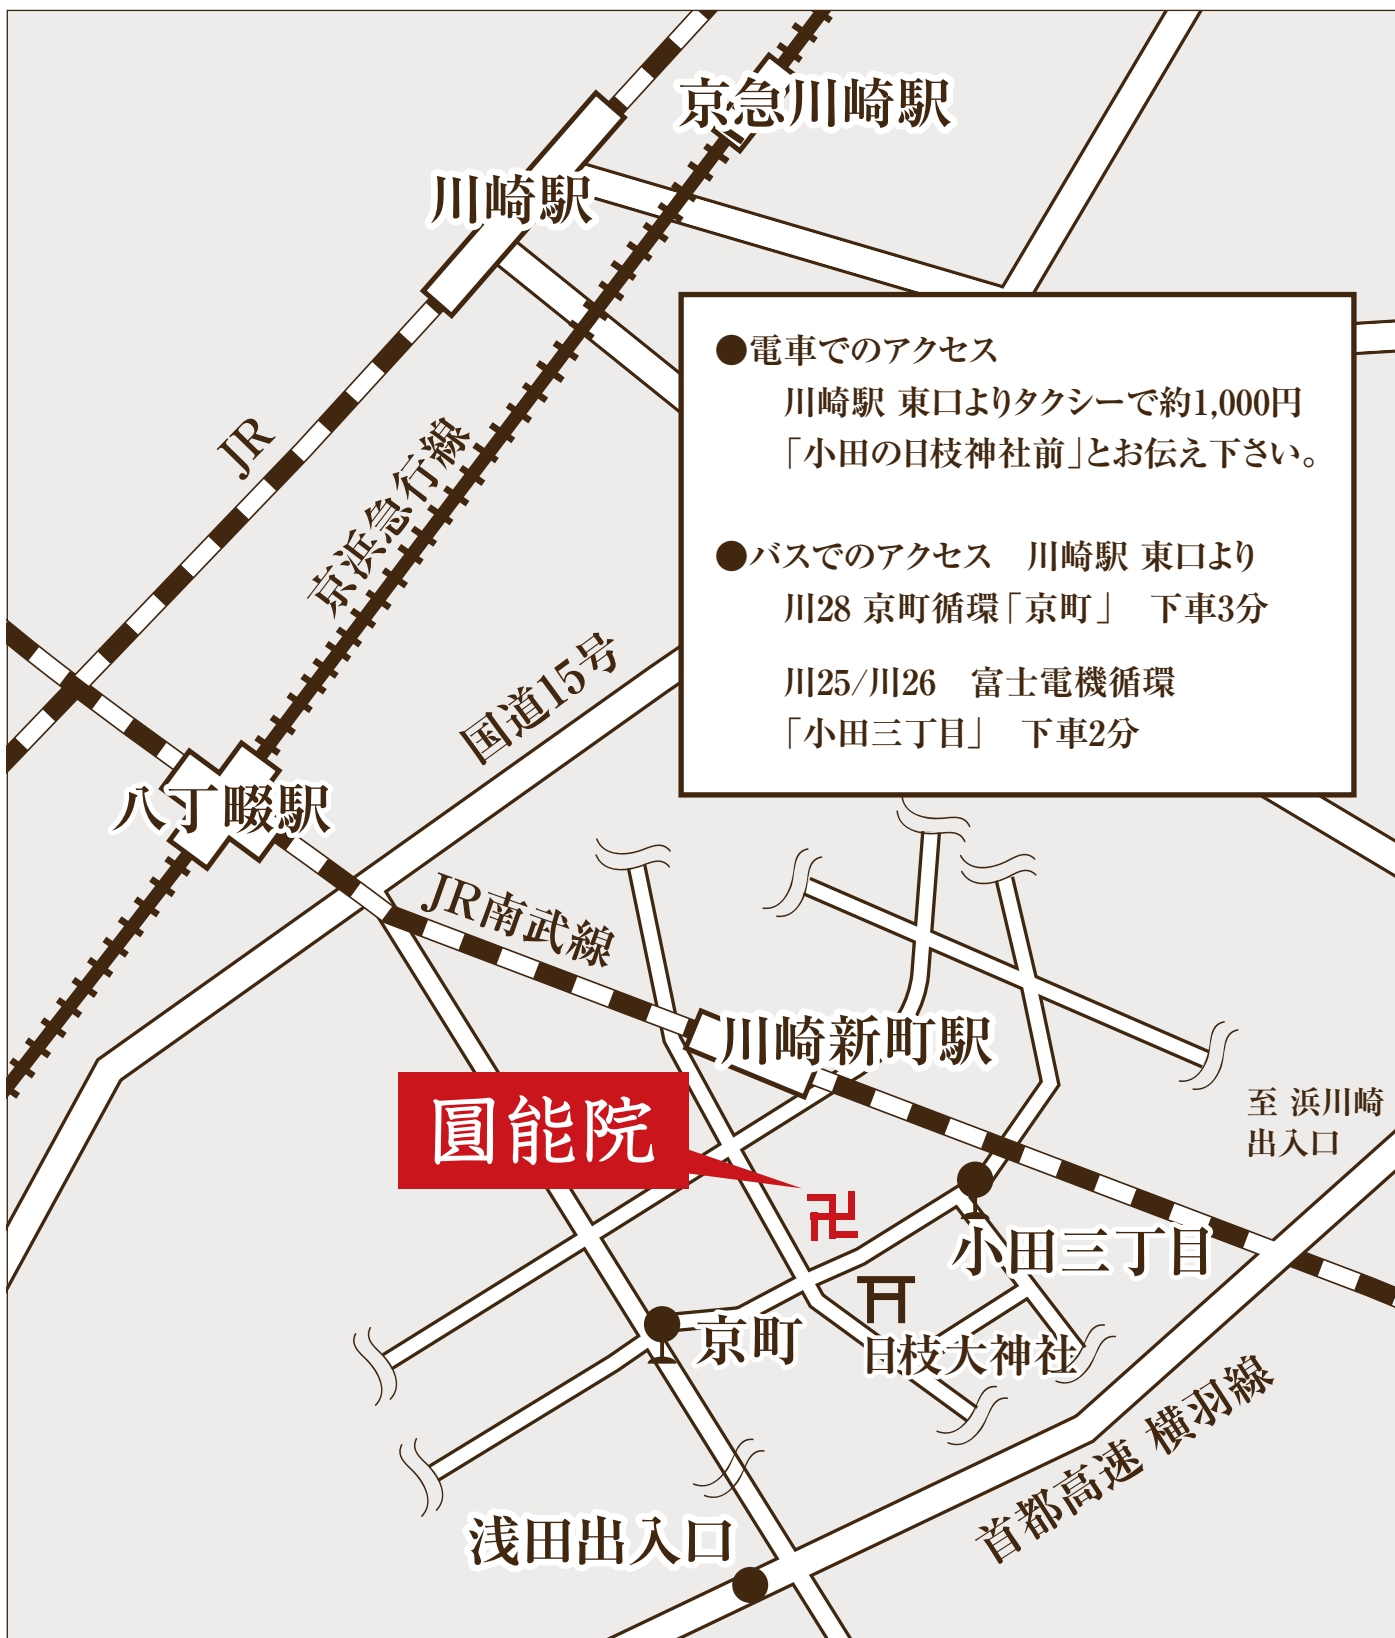 京急川崎駅
川崎駅
●電車でのアクセス
川崎駅 東口よりタクシーで約1,000円
「小田の日枝神社前」とお伝え下さい。
●バスでのアクセス　川崎駅 東口より
川28 京町循環「京町」　下車3分
川25/川26　富士電機循環
「小田三丁目」　下車2分
JR
京浜急行線
国道15号
八丁畷駅
JR南武線
川崎新町駅
圓能院
至 浜川崎
出入口
卍
小田三丁目
京町
日枝大神社
首都高速 横羽線
浅田出入口